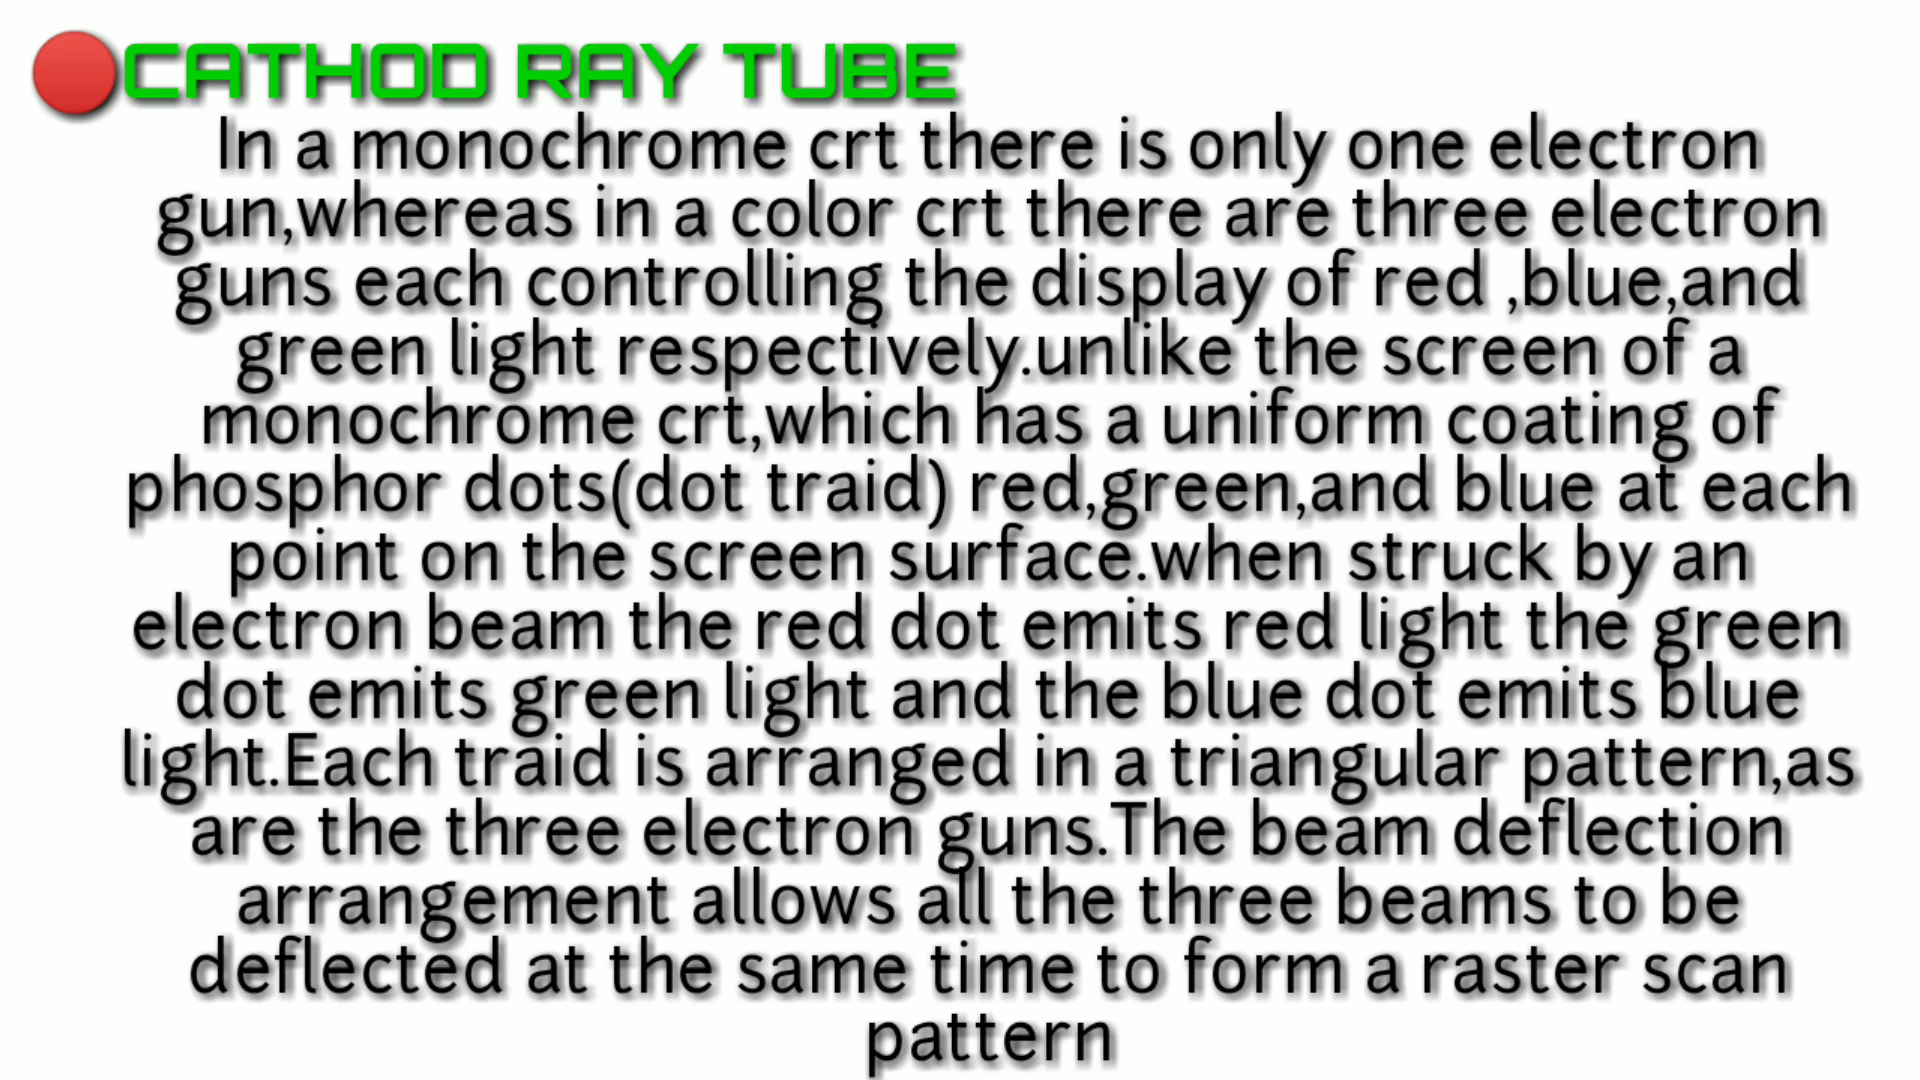 CATHOD RAY TUBE
In a monochrome crt there is only one electron
gun,whereas in a color crt there are three electron
guns each controlling the display of red ,blue,and
green light respectively.unlike the screen of a
monochrome crt,which has a uniform coating of
phosphor dots(dot traid) red,green,and blue at each
point on the screen surface.when struck by an
electron beam the red dot emits red light the green
dot emits green light and the blue dot emits blue
light.Each traid is arranged in a triangular pattern,as
are the three electron guns.The beam deflection
arrangement allows all the three beams to be
deflected at the same time to form a raster scan
pattern